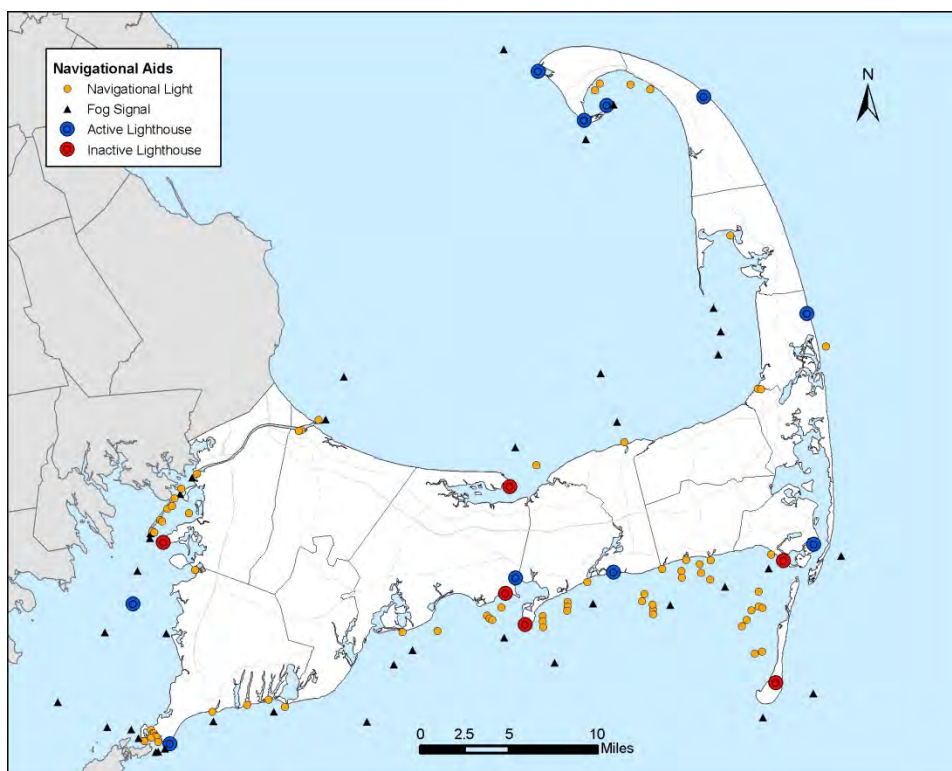 Navigational Aids
Navigational Light
Fog Signal
Active Lighthouse
Inactive Lighthouse
N
0 2.5 5 10
Miles